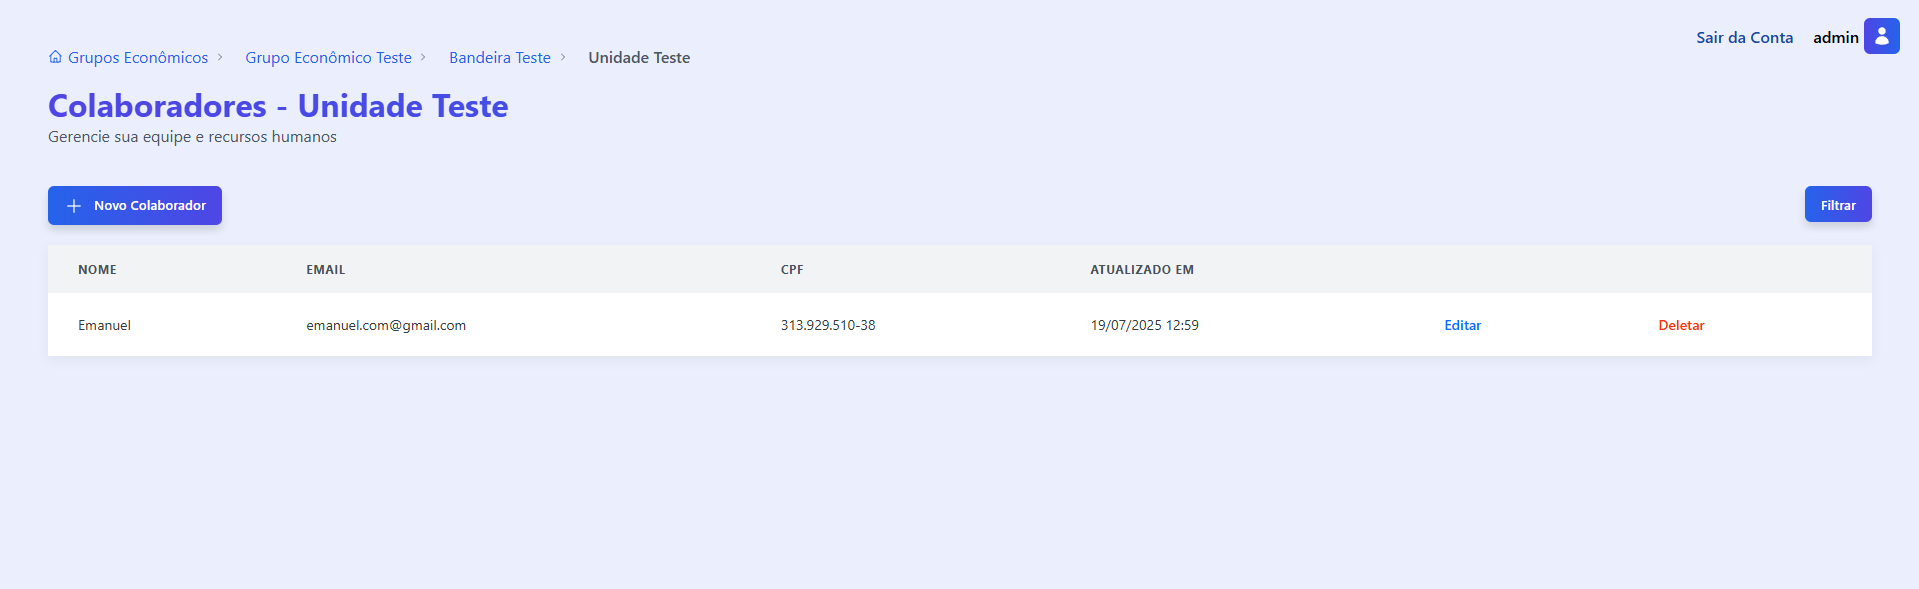 Sair da Conta admin
Grupos Econômicos > Grupo Econômico Teste > Bandeira Teste > Unidade Teste
Colaboradores - Unidade Teste
Gerencie sua equipe e recursos humanos
+ Novo Colaborador
Filtrar
NOME EMAIL CPF ATUALIZADO EM
Emanuel emanuel.com@gmail.com 313.929.510-38 19/07/2025 12:59 Editar Deletar